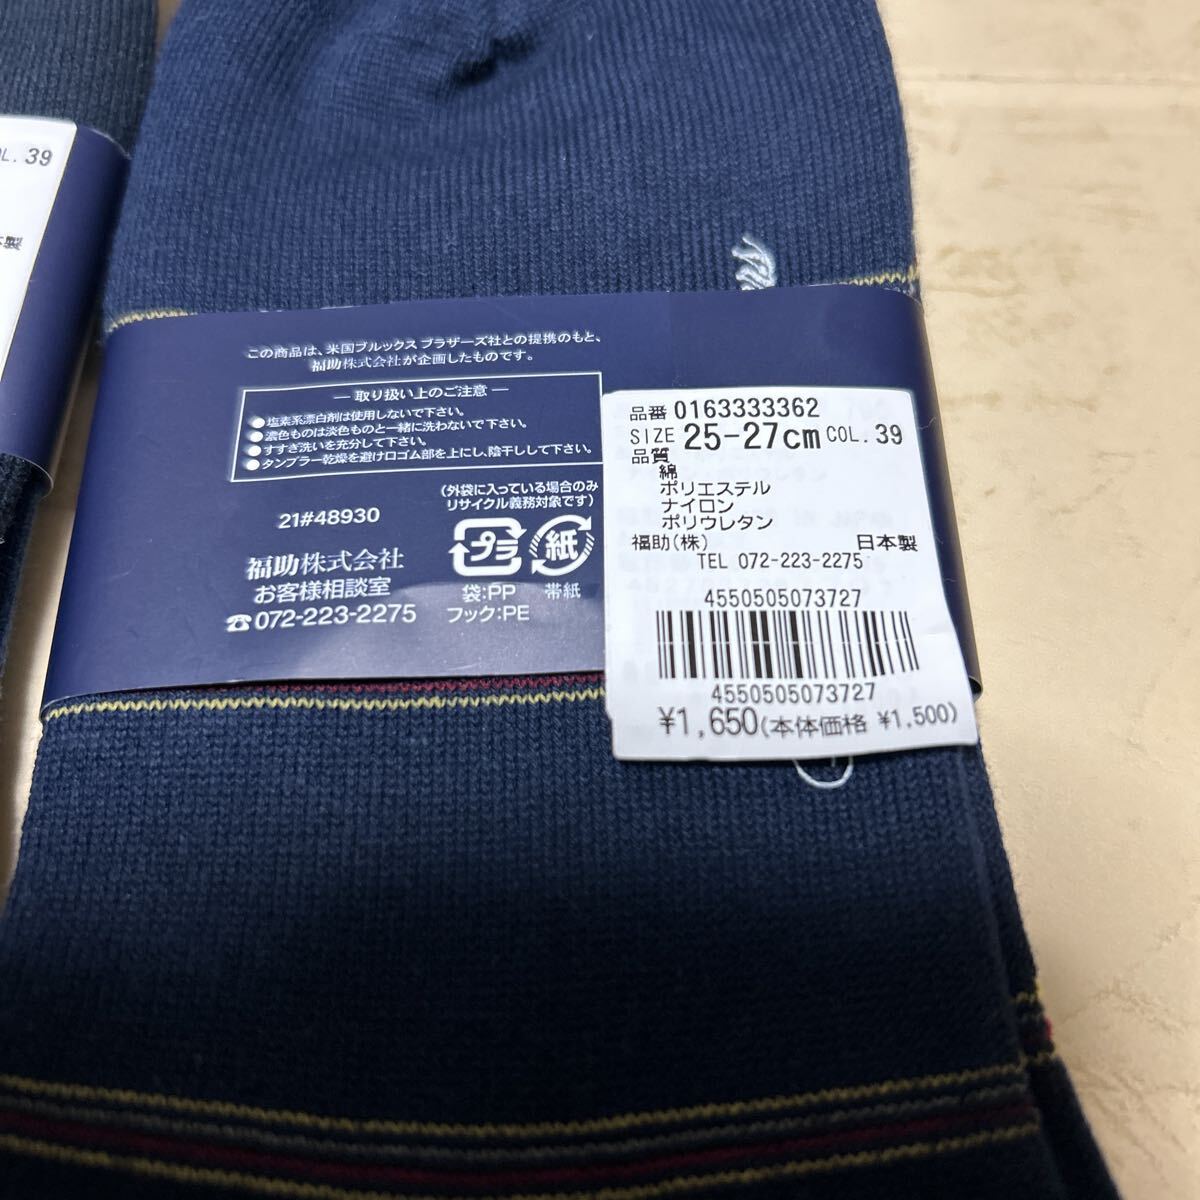 COL. 39
本製
この商品は、米国ブルックス ブラザーズ社との提携のもと、
福助株式会社が企画したものです。
― 取り扱い上のご注意 ―
●塩素系漂白剤は使用しないで下さい。
●濃色ものは淡色ものと一緒に洗わないで下さい。
●すすぎ洗いを充分して下さい。
●タンブラー乾燥を避け口ゴム部を上にし、陰干しして下さい。
(外袋に入っている場合のみ
リサイクル義務対象です)
21#48930
福助株式会社
お客様相談室
☎072-223-2275
プラ
袋:PP
フック:PE
紙
帯紙
品番 0163333362
SIZE 25-27cm COL. 39
品質
綿
ポリエステル
ナイロン
ポリウレタン
福助(株) 日本製
TEL 072-223-2275
4550505073727
4550505073727
¥1,650(本体価格 ¥1,500)